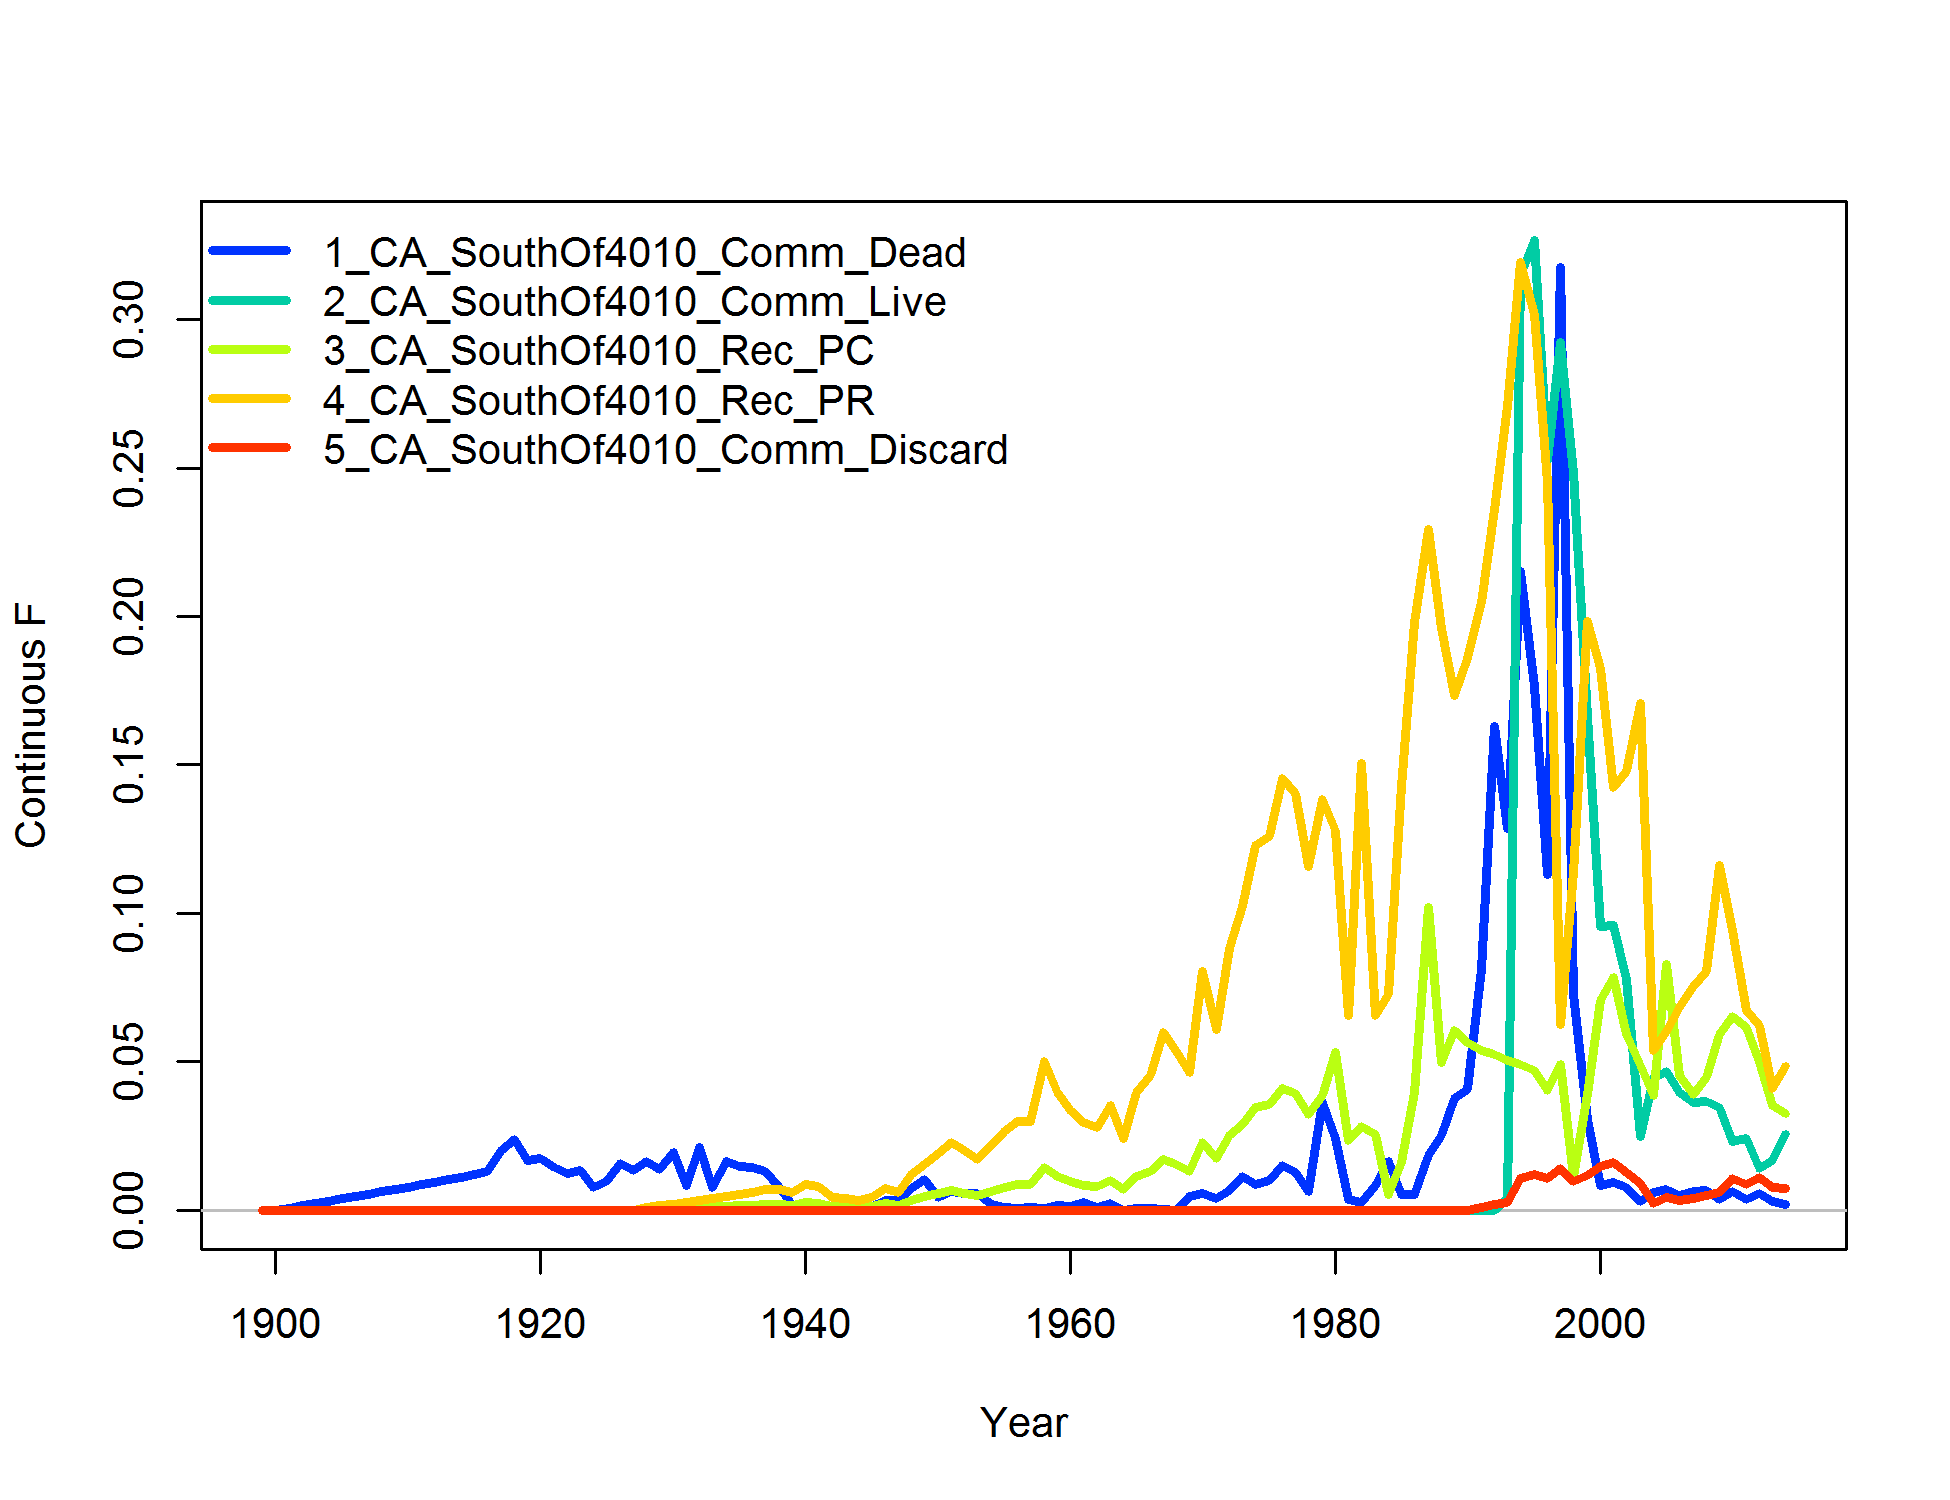 1_CA_SouthOf4010_Comm_Dead
2_CA_SouthOf4010_Comm_Live
3_CA_SouthOf4010_Rec_PC
4_CA_SouthOf4010_Rec_PR
5_CA_SouthOf4010_Comm_Discard
Continuous F
0.30
0.25
0.20
0.15
0.10
0.05
0.00
1900 1920 1940 1960 1980 2000
Year